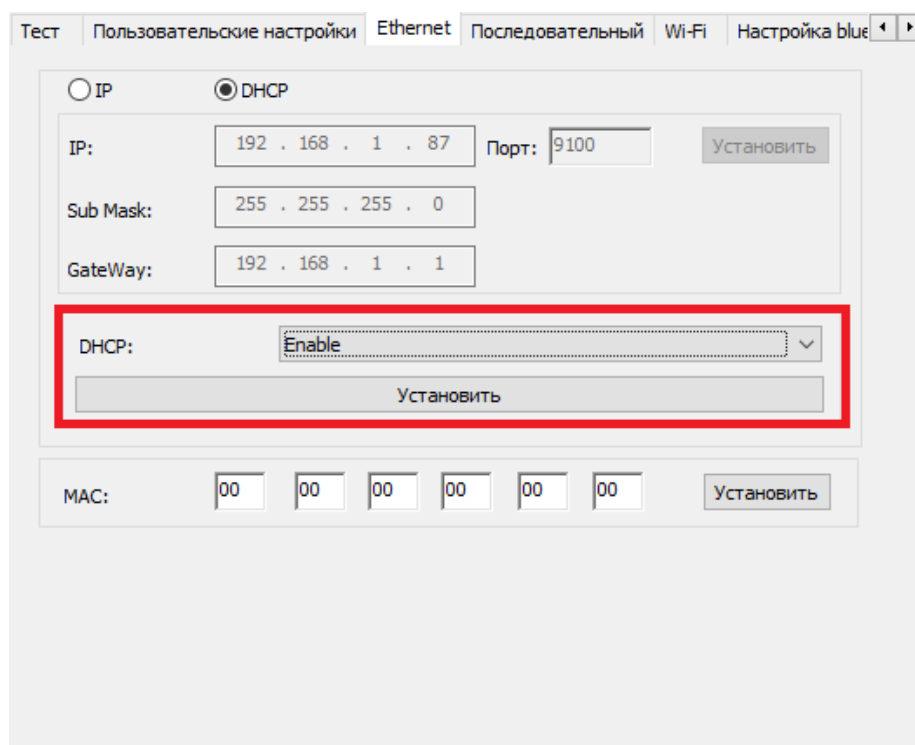 Тест Пользовательские настройки Ethernet Последовательный Wi-Fi Настройка blue
IP DHCP
IP: 192 . 168 . 1 . 87 Порт: 9100 Установить
Sub Mask: 255 . 255 . 255 . 0
GateWay: 192 . 168 . 1 . 1
DHCP: Enable
Установить
MAC: 00 00 00 00 00 00 Установить